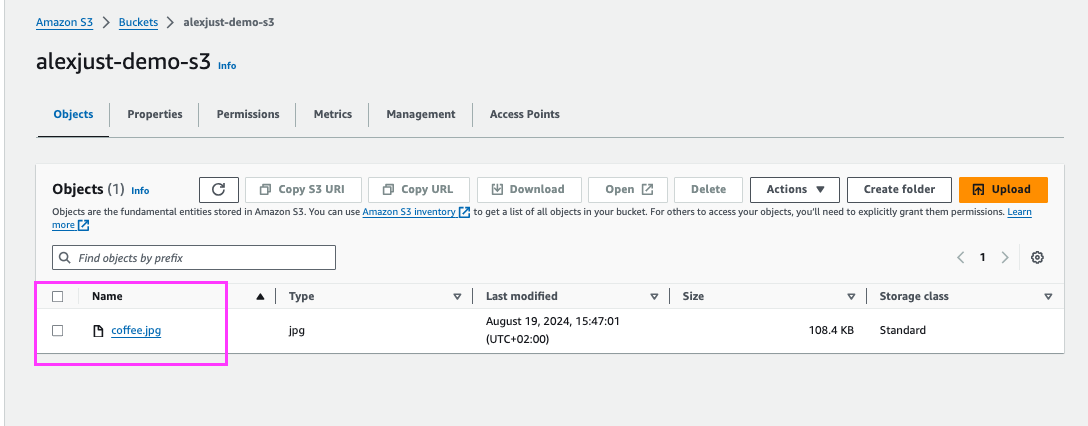 Amazon S3 > Buckets > alexjust-demo-s3
alexjust-demo-s3 Info
Objects Properties Permissions Metrics Management Access Points
Objects (1) Info Copy S3 URI Copy URL Download Open Delete Actions Create folder Upload
Objects are the fundamental entities stored in Amazon S3. You can use Amazon S3 inventory to get a list of all objects in your bucket. For others to access your objects, you'll need to explicitly grant them permissions. Learn
more
Find objects by prefix 1
Name Type Last modified Size Storage class
coffee.jpg jpg August 19, 2024, 15:47:01 108.4 KB Standard
(UTC+02:00)